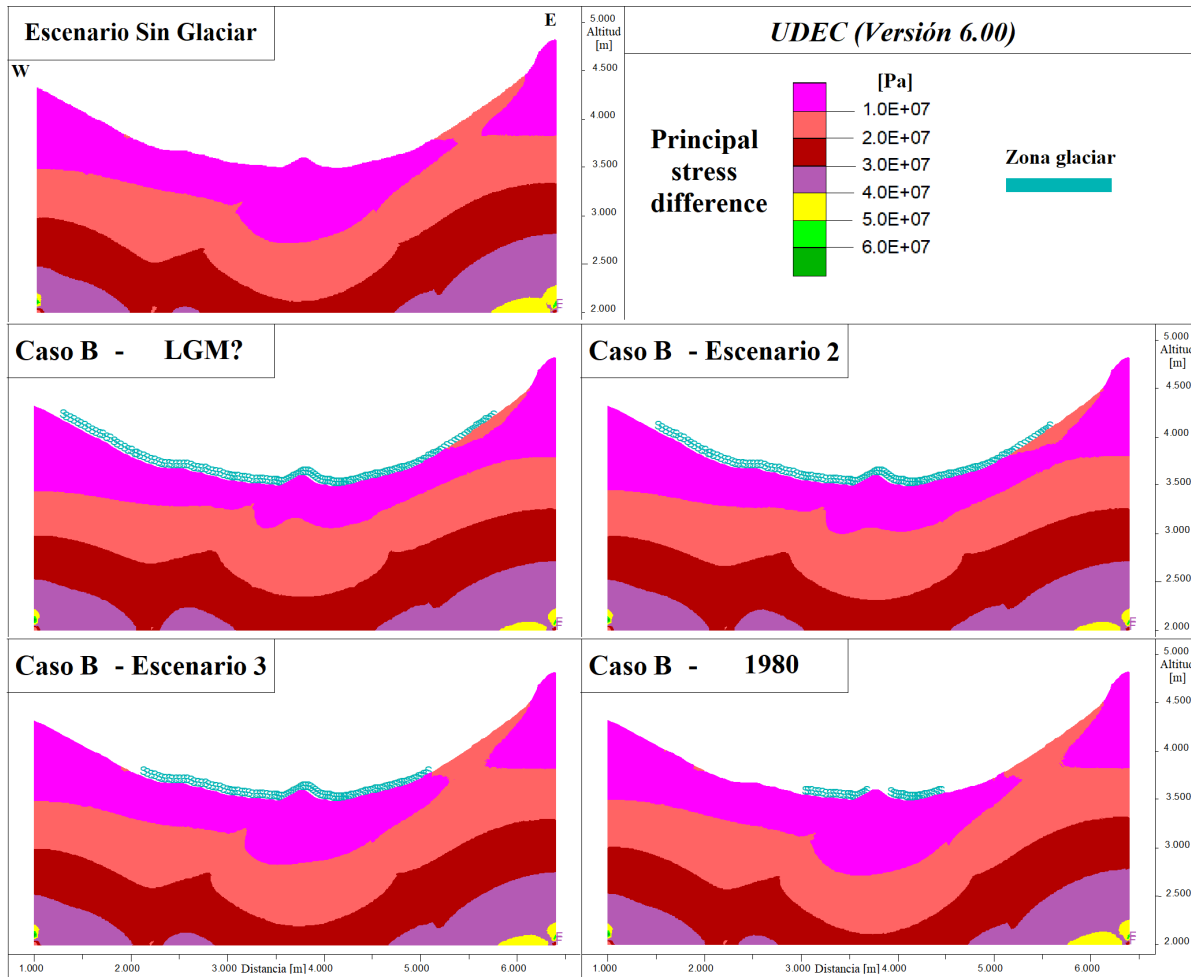 Escenario Sin Glaciar
W
E
5.000
Altitud
[m]
4.500
4.000
3.500
3.000
2.500
2.000
UDEC (Versión 6.00)
Principal
stress
difference
[Pa]
1.0E+07
2.0E+07
3.0E+07
4.0E+07
5.0E+07
6.0E+07
Zona glaciar
Caso B - LGM?
Caso B - Escenario 2
5.000
Altitud
[m]
4.500
4.000
3.500
3.000
2.500
2.000
Caso B - Escenario 3
Caso B - 1980
5.000
Altitud
[m]
4.500
4.000
3.500
3.000
2.500
2.000
1.000 2.000 3.000 Distancia [m] 4.000 5.000 6.000
1.000 2.000 3.000 Distancia [m] 4.000 5.000 6.000